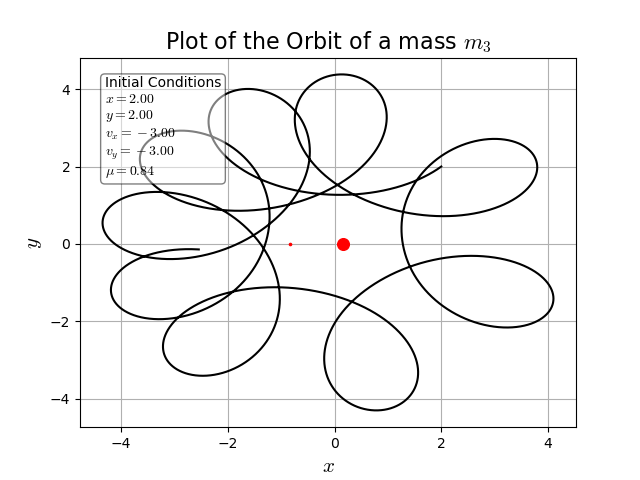 Plot of the Orbit of a mass m₃
Initial Conditions
x = 2.00
y = 2.00
vₓ = −3.00
v_y = −3.00
μ = 0.84
4
2
0
−2
−4
y
−4
−2
0
2
4
x